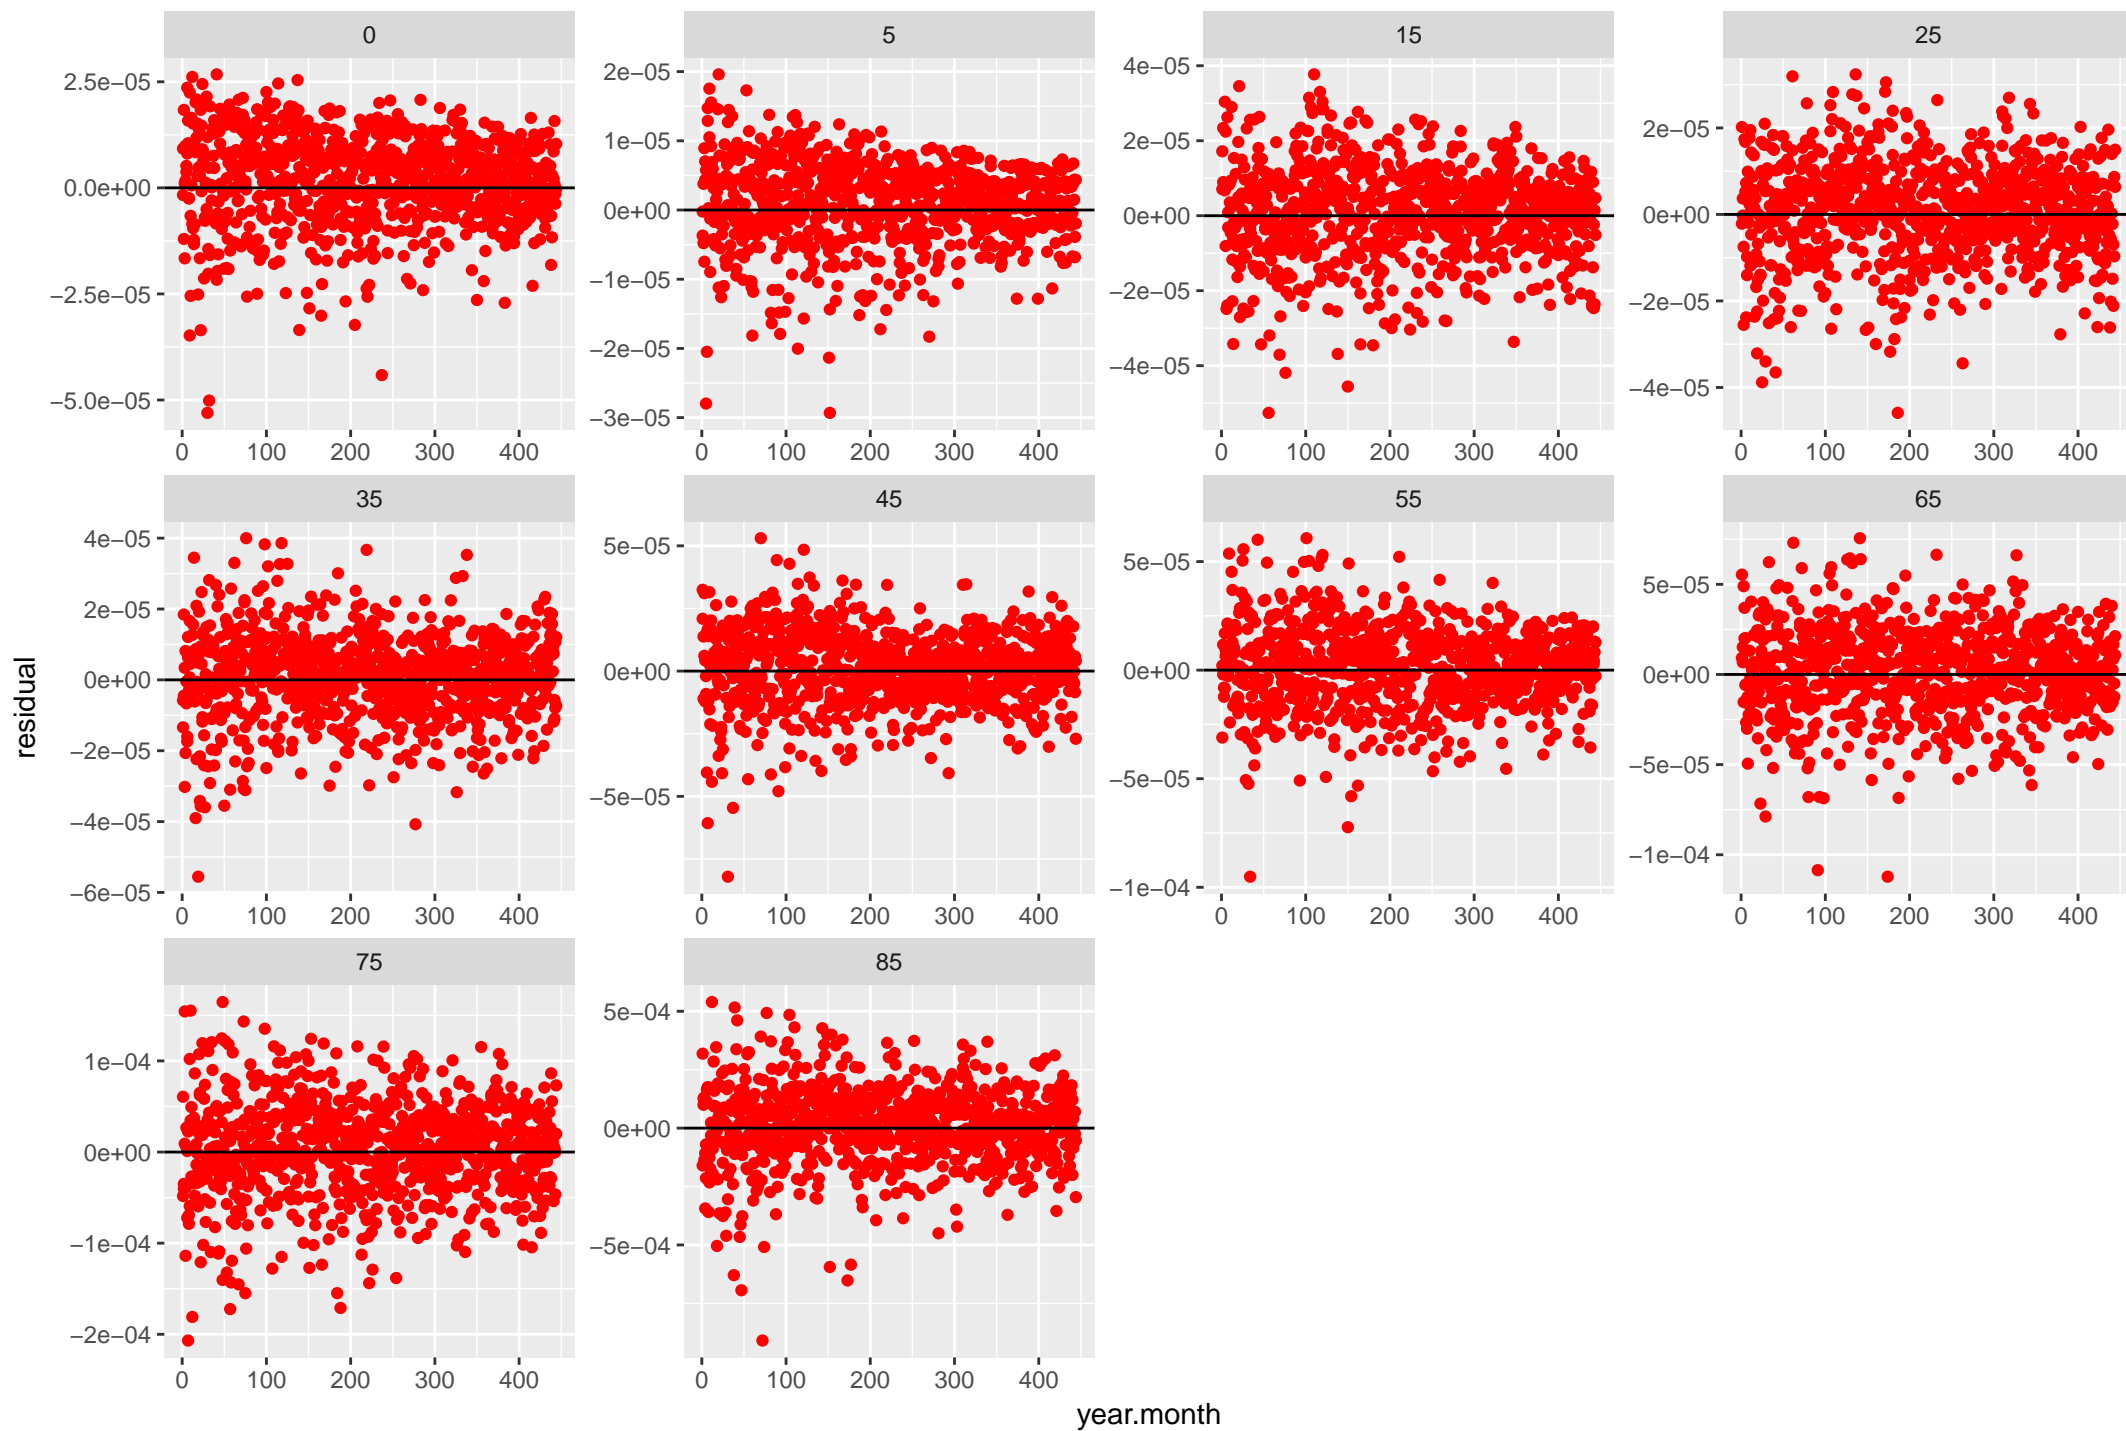 0 5 15 25
2.5e−05
0.0e+00
−2.5e−05
−5.0e−05
2e−05
1e−05
0e+00
−1e−05
−2e−05
−3e−05
4e−05
2e−05
0e+00
−2e−05
−4e−05
2e−05
0e+00
−2e−05
−4e−05
0 100 200 300 400 0 100 200 300 400 0 100 200 300 400 0 100 200 300 400
35 45 55 65
4e−05
2e−05
0e+00
−2e−05
−4e−05
−6e−05
5e−05
0e+00
−5e−05
5e−05
0e+00
−5e−05
−1e−04
5e−05
0e+00
−5e−05
−1e−04
0 100 200 300 400 0 100 200 300 400 0 100 200 300 400 0 100 200 300 400
75 85
1e−04
0e+00
−1e−04
−2e−04
5e−04
0e+00
−5e−04
0 100 200 300 400 0 100 200 300 400
residual
year.month